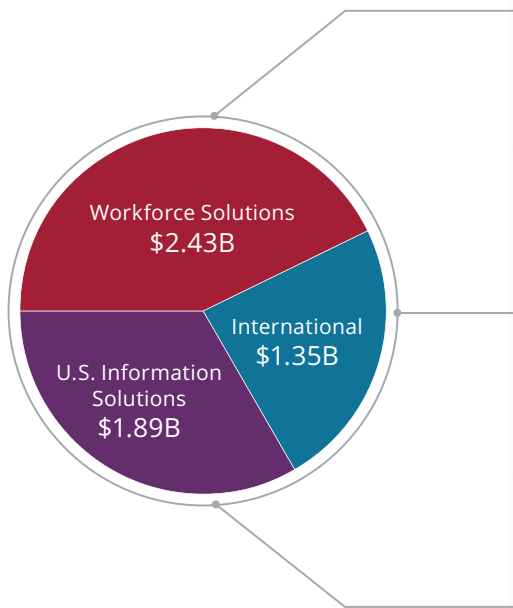 Workforce Solutions
$2.43B
International
$1.35B
U.S. Information
Solutions
$1.89B